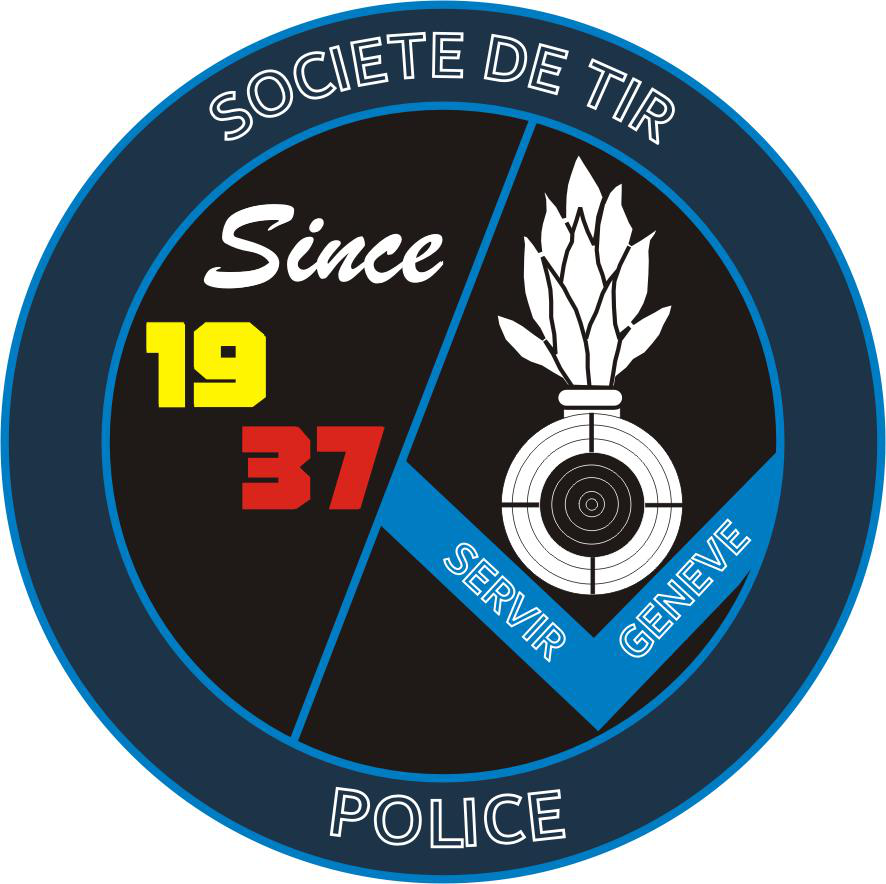 SOCIETE DE TIR
Since
19
37
SERVIR
GENEVE
POLICE